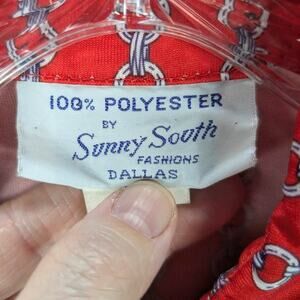 100% POLYESTER
BY
Sunny South
FASHIONS
DALLAS